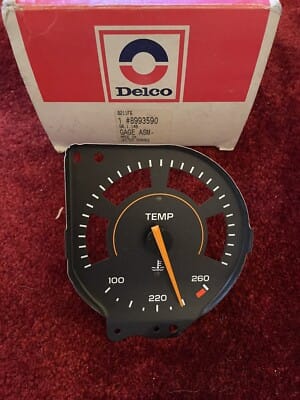 Delco
1 #8993590
GAGE ASM-
TEMP
100
220
260